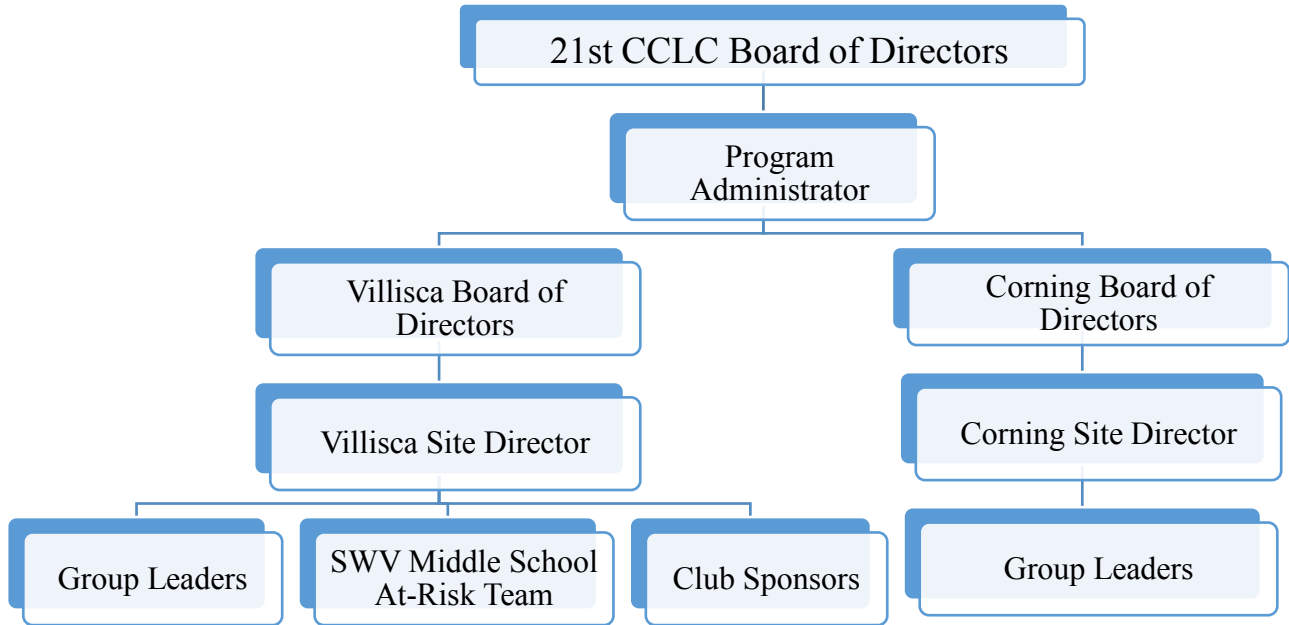 21st CCLC Board of Directors
Program
Administrator
Villisca Board of
Directors
Corning Board of
Directors
Villisca Site Director
Corning Site Director
Group Leaders
SWV Middle School
At-Risk Team
Club Sponsors
Group Leaders